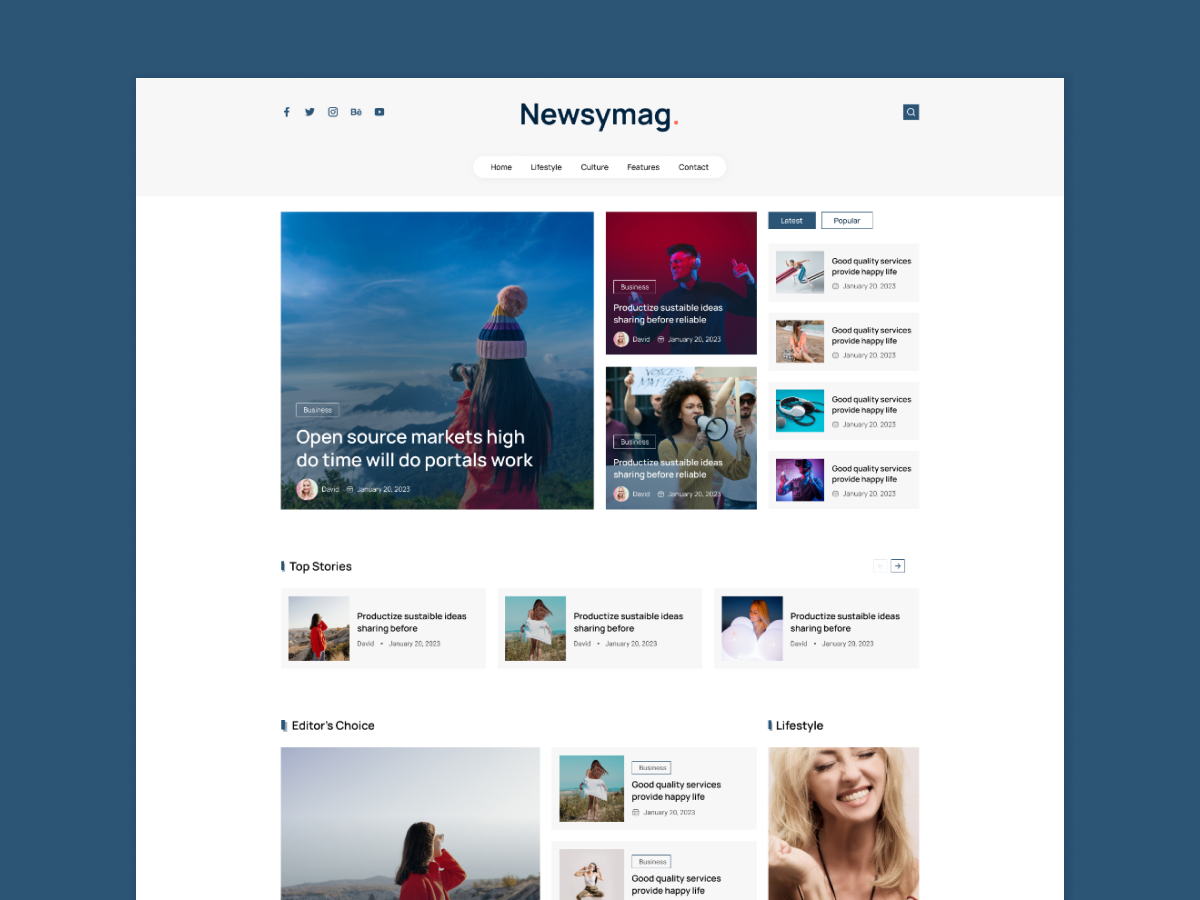 Newsymag.
Home Lifestyle Culture Features Contact
Business
Open source markets high
do time will do portals work
David January 20, 2023
Business
Productize sustaible ideas
sharing before reliable
David January 20, 2023
VOICES
MATTER
Business
Productize sustaible ideas
sharing before reliable
David January 20, 2023
Latest Popular
Good quality services
provide happy life
January 20, 2023
Good quality services
provide happy life
January 20, 2023
Good quality services
provide happy life
January 20, 2023
Good quality services
provide happy life
January 20, 2023
Top Stories
Productize sustaible ideas
sharing before
David • January 20, 2023
Productize sustaible ideas
sharing before
David • January 20, 2023
Productize sustaible ideas
sharing before
David • January 20, 2023
Editor's Choice
Business
Good quality services
provide happy life
January 20, 2023
Business
Good quality services
provide happy life
Lifestyle